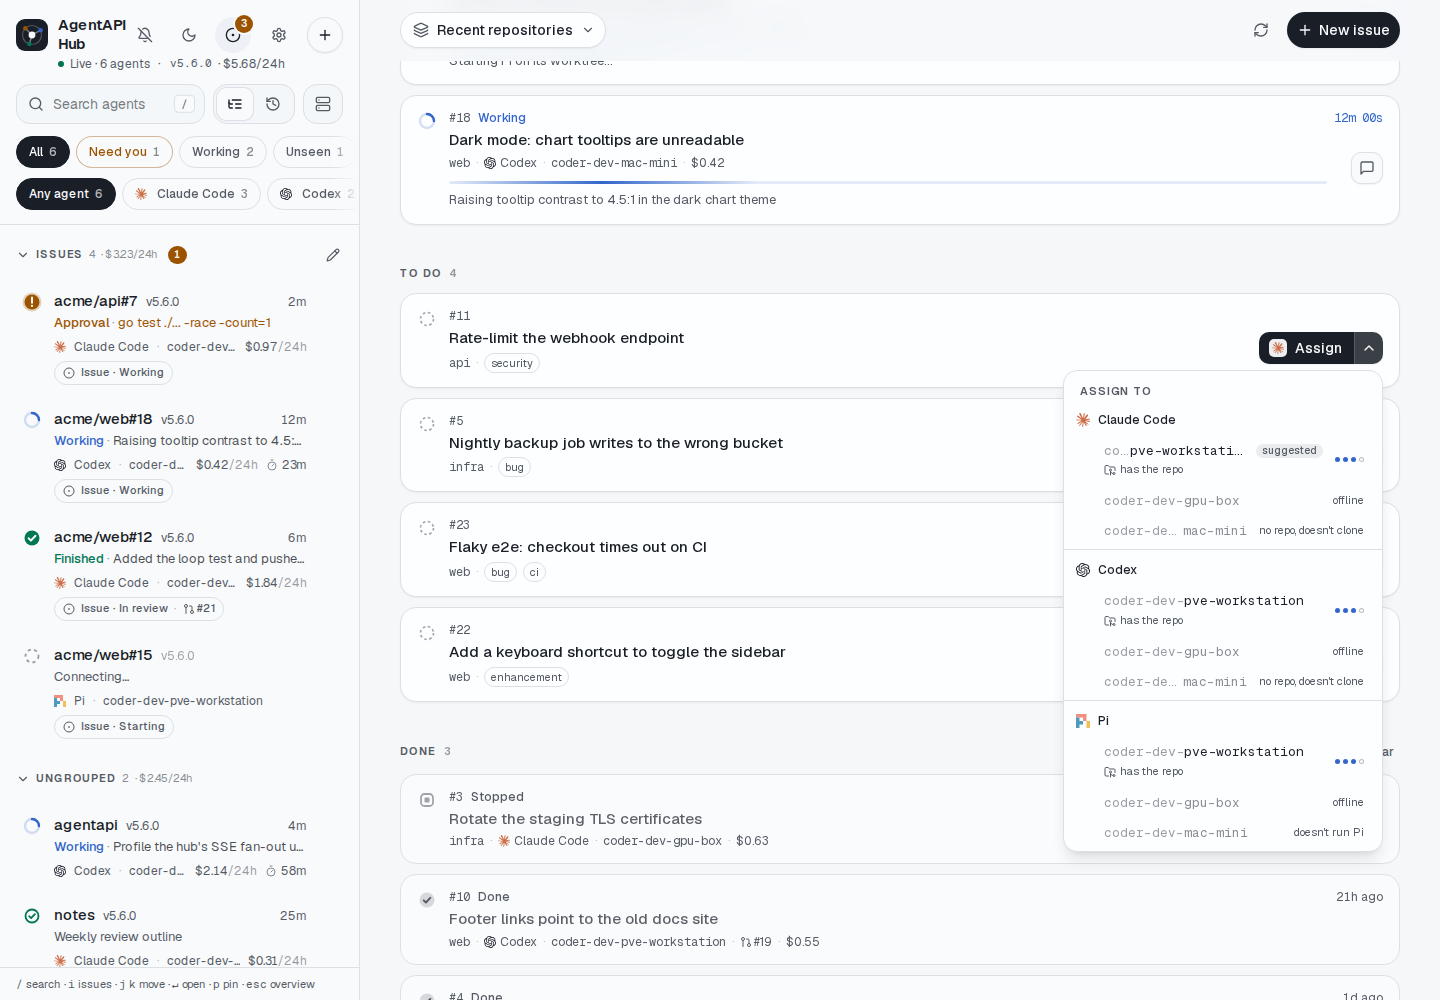 AgentAPI Hub
3
Live · 6 agents · v5.6.0 · $5.68/24h
Search agents /
All 6
Need you 1
Working 2
Unseen 1
Any agent 6
Claude Code 3
Codex 2
ISSUES 4 · $3.23/24h 1
acme/api#7 v5.6.0 2m
Approval · go test ./... -race -count=1
Claude Code · coder-dev... $0.97/24h
Issue · Working
acme/web#18 v5.6.0 12m
Working · Raising tooltip contrast to 4.5:...
Codex · coder-d... $0.42/24h 23m
Issue · Working
acme/web#12 v5.6.0 6m
Finished · Added the loop test and pushe...
Claude Code · coder-dev... $1.84/24h
Issue · In review · #21
acme/web#15 v5.6.0
Connecting...
Pi · coder-dev-pve-workstation
Issue · Starting
UNGROUPED 2 · $2.45/24h
agentapi v5.6.0 4m
Working · Profile the hub's SSE fan-out u...
Codex · coder-d... $2.14/24h 58m
notes v5.6.0 25m
Weekly review outline
Claude Code · coder-dev-... $0.31/24h
/ search · i issues · j k move · ↵ open · p pin · esc overview
Recent repositories
New issue
#18 Working 12m 00s
Dark mode: chart tooltips are unreadable
web · Codex · coder-dev-mac-mini · $0.42
Raising tooltip contrast to 4.5:1 in the dark chart theme
TO DO 4
#11
Rate-limit the webhook endpoint
api · security
Assign
#5
Nightly backup job writes to the wrong bucket
infra · bug
#23
Flaky e2e: checkout times out on CI
web · bug ci
#22
Add a keyboard shortcut to toggle the sidebar
web · enhancement
ASSIGN TO
Claude Code
co...pve-workstati... suggested
has the repo
coder-dev-gpu-box offline
coder-de... mac-mini no repo, doesn't clone
Codex
coder-dev-pve-workstation
has the repo
coder-dev-gpu-box offline
coder-de... mac-mini no repo, doesn't clone
Pi
coder-dev-pve-workstation
has the repo
coder-dev-gpu-box offline
coder-dev-mac-mini doesn't run Pi
DONE 3
#3 Stopped
Rotate the staging TLS certificates
infra · Claude Code · coder-dev-gpu-box · $0.63
#10 Done 21h ago
Footer links point to the old docs site
web · Codex · coder-dev-pve-workstation · #19 · $0.55
#4 Done 1d ago